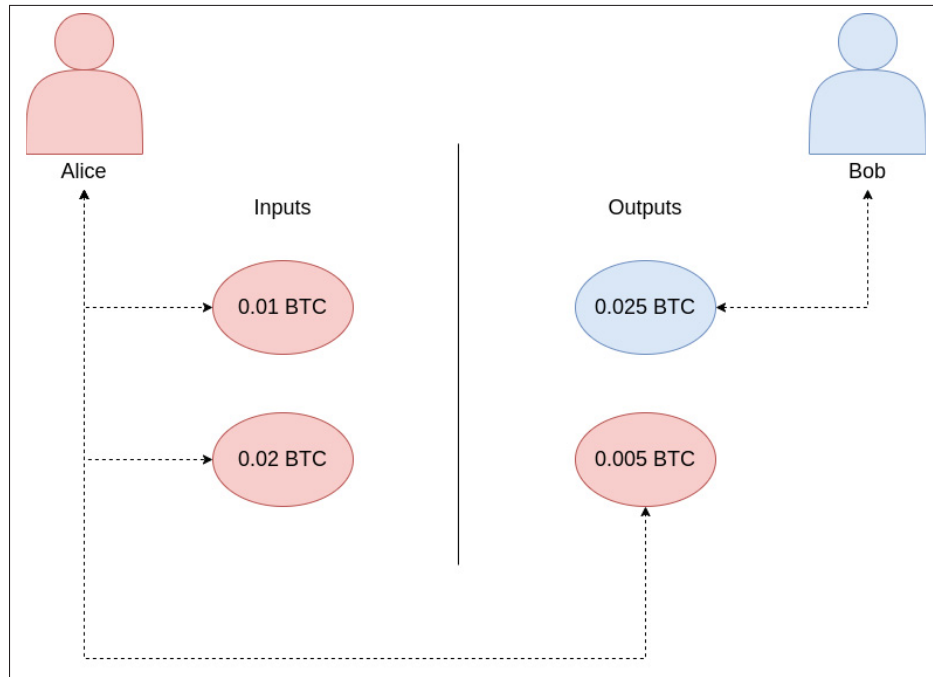 Alice
Bob
Inputs
Outputs
0.01 BTC
0.025 BTC
0.02 BTC
0.005 BTC